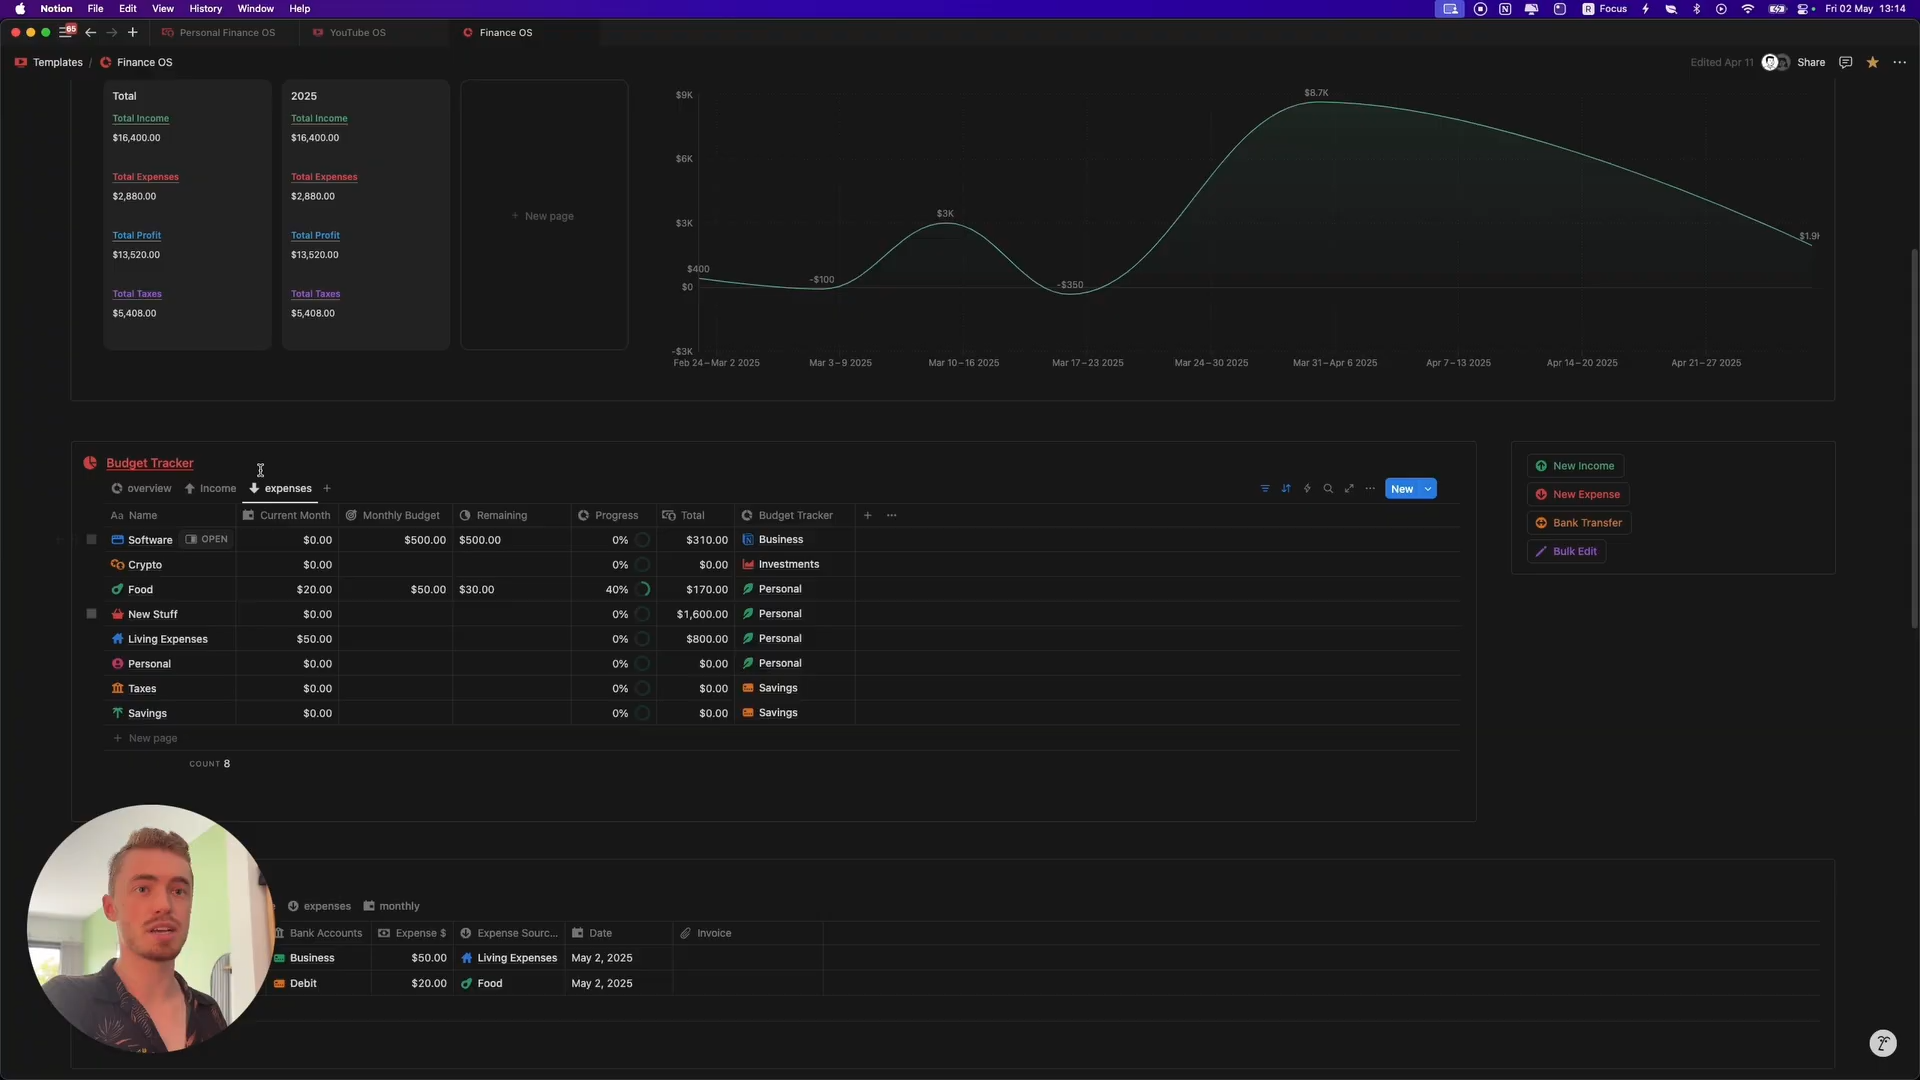 Notion File Edit View History Window Help Focus Fri 02 May 13:14
65 Personal Finance OS YouTube OS Finance OS
Templates / Finance OS Edited Apr 11 Share
Total
Total Income
$16,400.00
Total Expenses
$2,880.00
Total Profit
$13,520.00
Total Taxes
$5,408.00
2025
Total Income
$16,400.00
Total Expenses
$2,880.00
Total Profit
$13,520.00
Total Taxes
$5,408.00
+ New page
$9K
$6K
$3K
$0
-$3K
$400
-$100
$3K
-$350
$8.7K
Feb 24–Mar 2 2025 Mar 3–9 2025 Mar 10–16 2025 Mar 17–23 2025 Mar 24–30 2025 Mar 31–Apr 6 2025 Apr 7–13 2025 Apr 14–20 2025 Apr 21–27 2025
Budget Tracker
overview Income expenses + New
Aa Name Current Month Monthly Budget Remaining Progress Total Budget Tracker
Software OPEN $0.00 $500.00 $500.00 0% $310.00 Business
Crypto $0.00 0% $0.00 Investments
Food $20.00 $50.00 $30.00 40% $170.00 Personal
New Stuff $0.00 0% $1,600.00 Personal
Living Expenses $50.00 0% $800.00 Personal
Personal $0.00 0% $0.00 Personal
Taxes $0.00 0% $0.00 Savings
Savings $0.00 0% $0.00 Savings
+ New page
COUNT 8
New Income
New Expense
Bank Transfer
Bulk Edit
expenses monthly
Bank Accounts Expense $ Expense Sourc... Date Invoice
Business $50.00 Living Expenses May 2, 2025
Debit $20.00 Food May 2, 2025